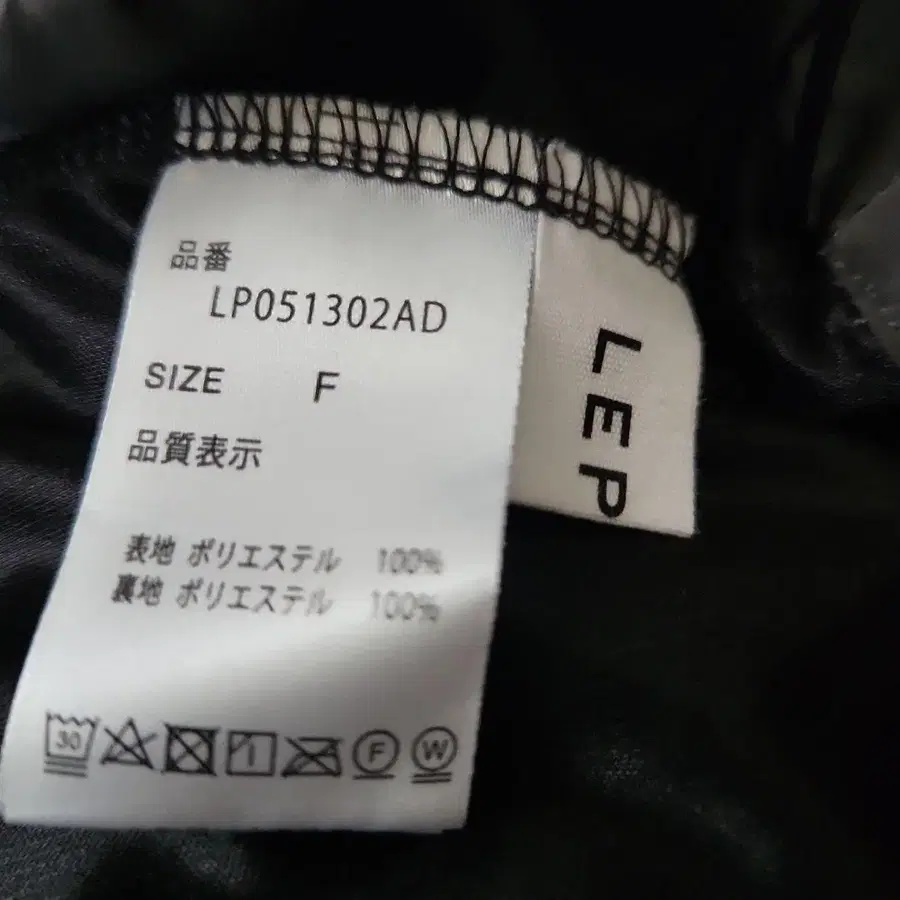 品番
LP051302AD
SIZE F
品質表示
表地 ポリエステル 100%
裏地 ポリエステル 100%
30 F W
LEP